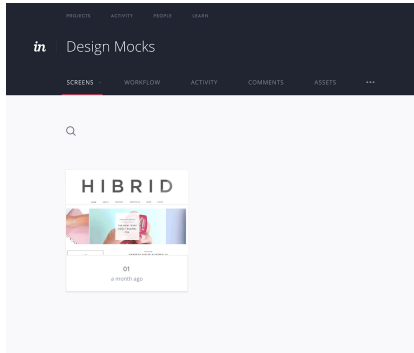 PROJECTS ACTIVITY PEOPLE LEARN
in Design Mocks
SCREENS WORKFLOW ACTIVITY COMMENTS ASSETS
HIBRID
01
a month ago